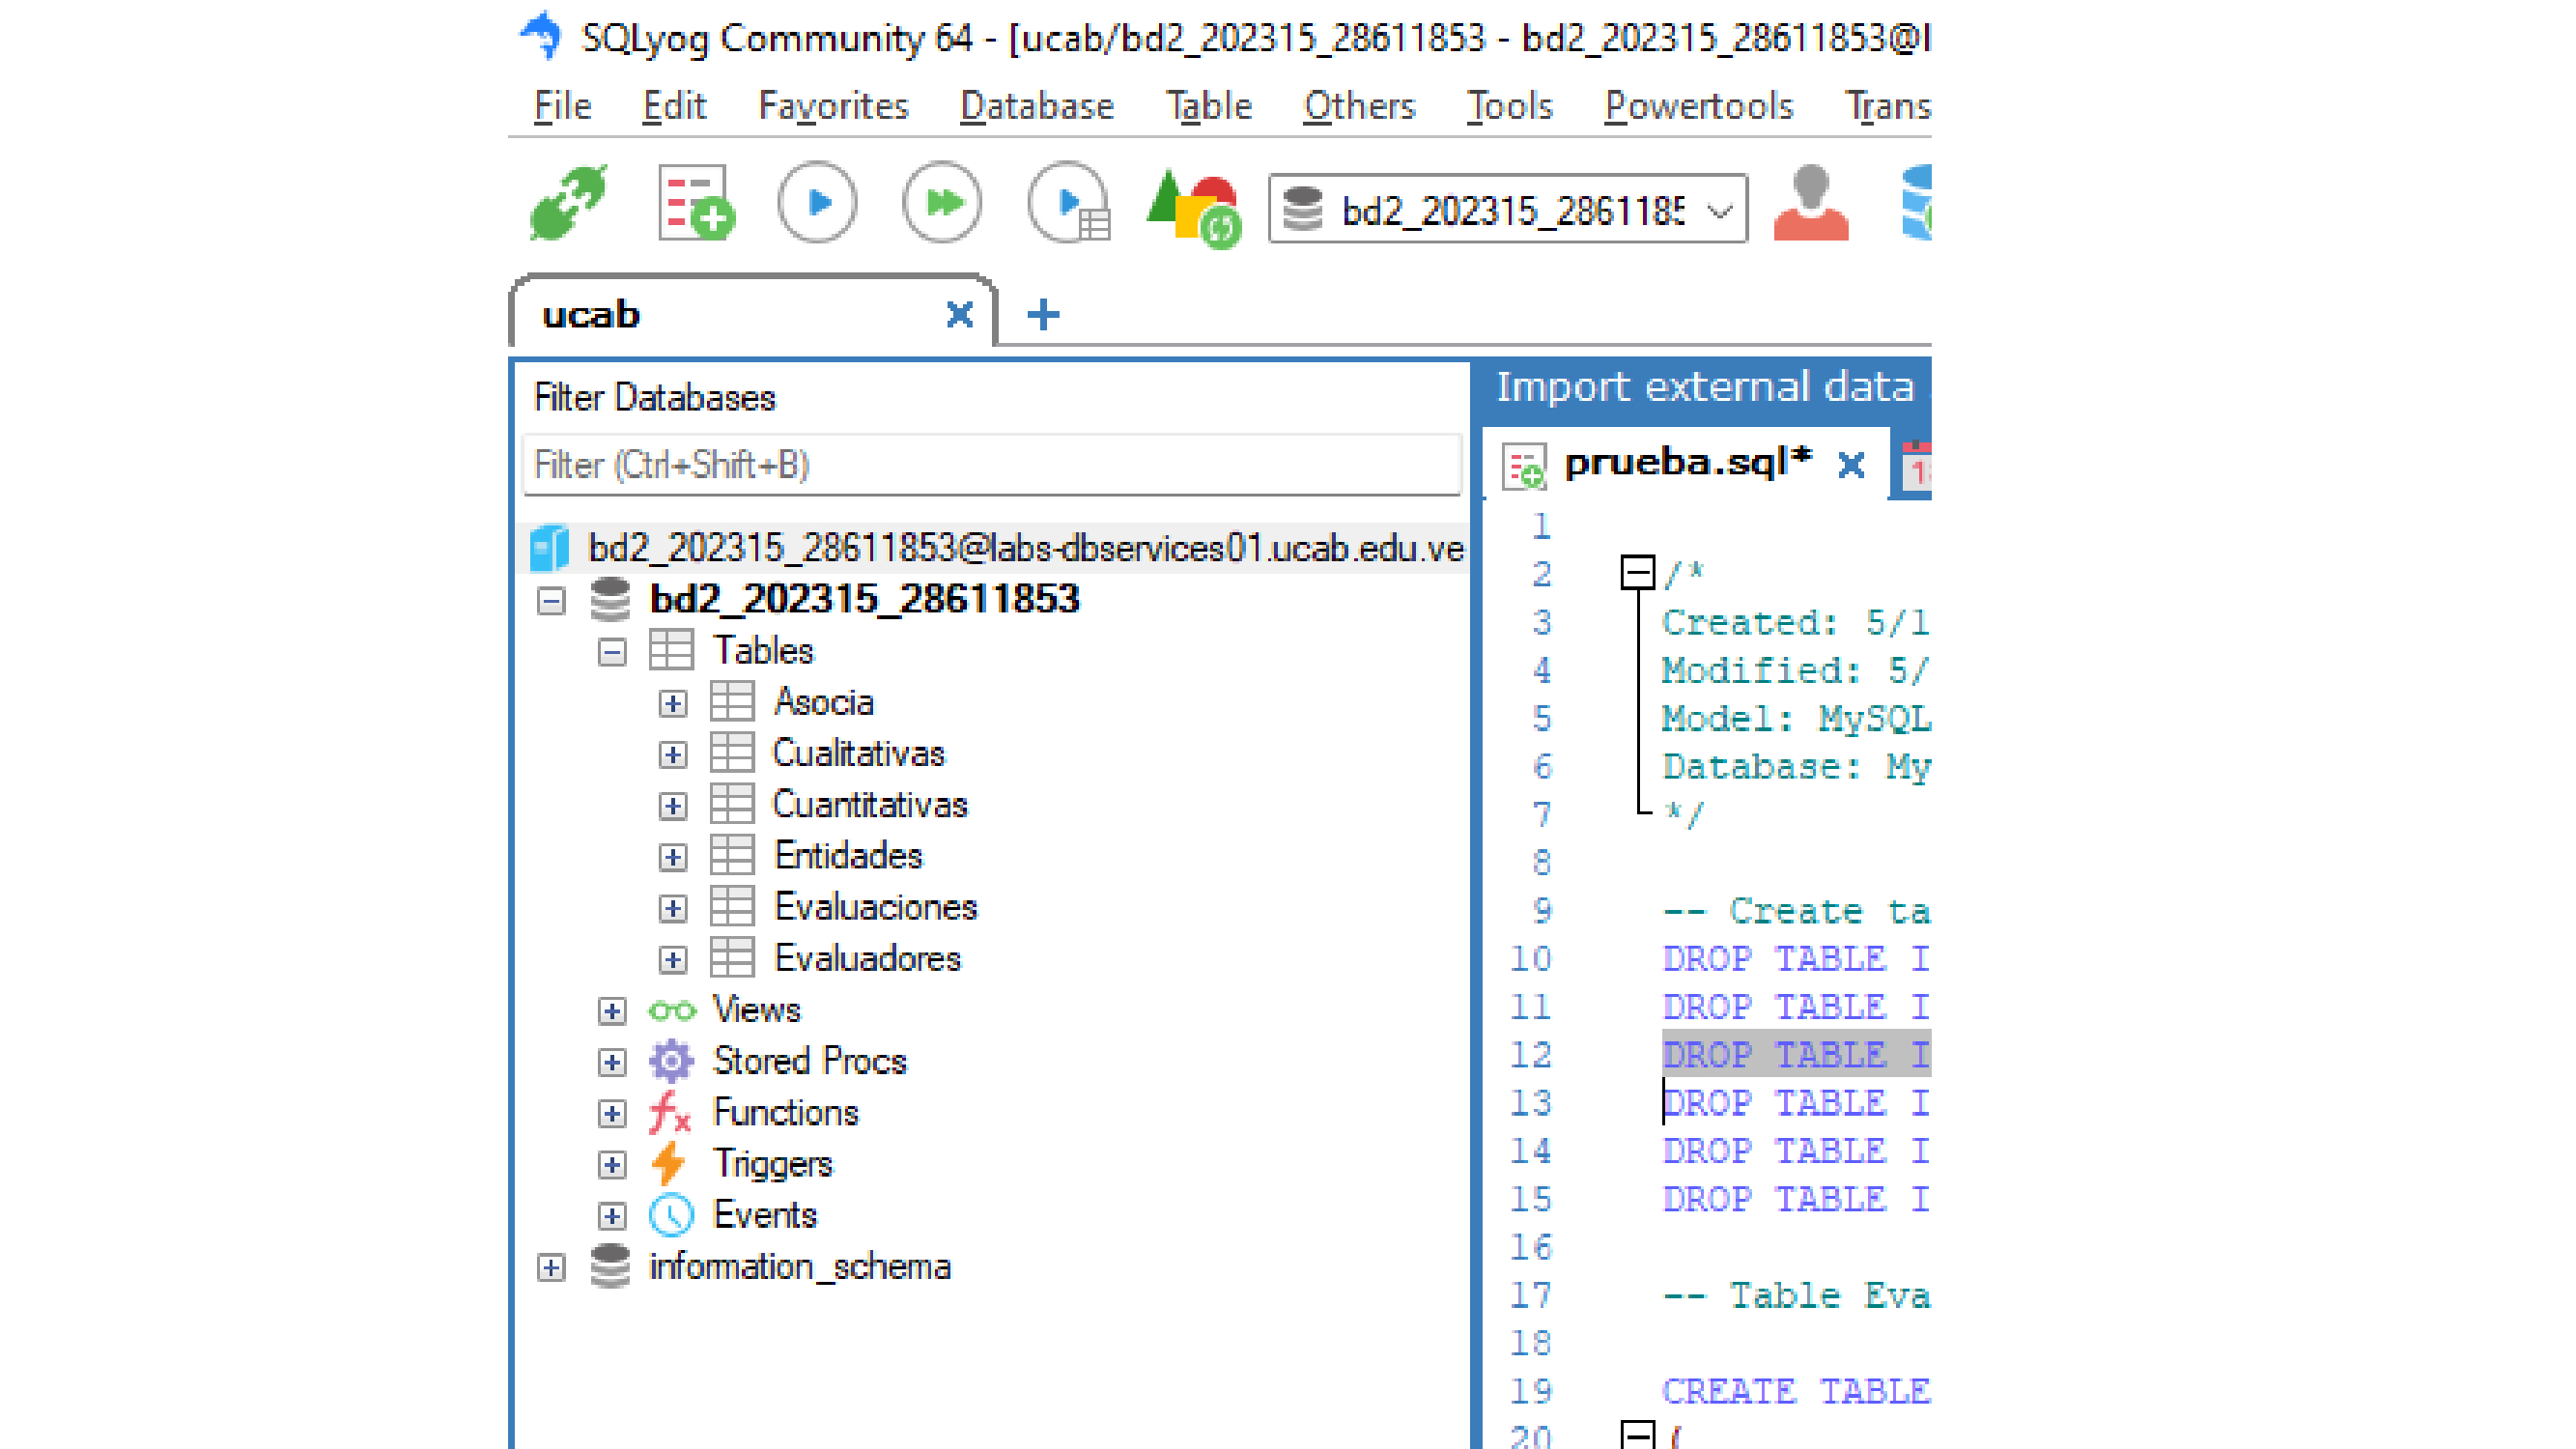 SQLyog Community 64 - [ucab/bd2_202315_28611853 - bd2_202315_28611853@l
File Edit Favorites Database Table Others Tools Powertools Trans
bd2_202315_2861185
ucab
Filter Databases
Filter (Ctrl+Shift+B)
bd2_202315_28611853@labs-dbservices01.ucab.edu.ve
bd2_202315_28611853
Tables
Asocia
Cualitativas
Cuantitativas
Entidades
Evaluaciones
Evaluadores
Views
Stored Procs
Functions
Triggers
Events
information_schema
Import external data
prueba.sql*
1
2 /*
3 Created: 5/1
4 Modified: 5/
5 Model: MySQL
6 Database: My
7 */
8
9 -- Create ta
10 DROP TABLE I
11 DROP TABLE I
12 DROP TABLE I
13 DROP TABLE I
14 DROP TABLE I
15 DROP TABLE I
16
17 -- Table Eva
18
19 CREATE TABLE
20 (